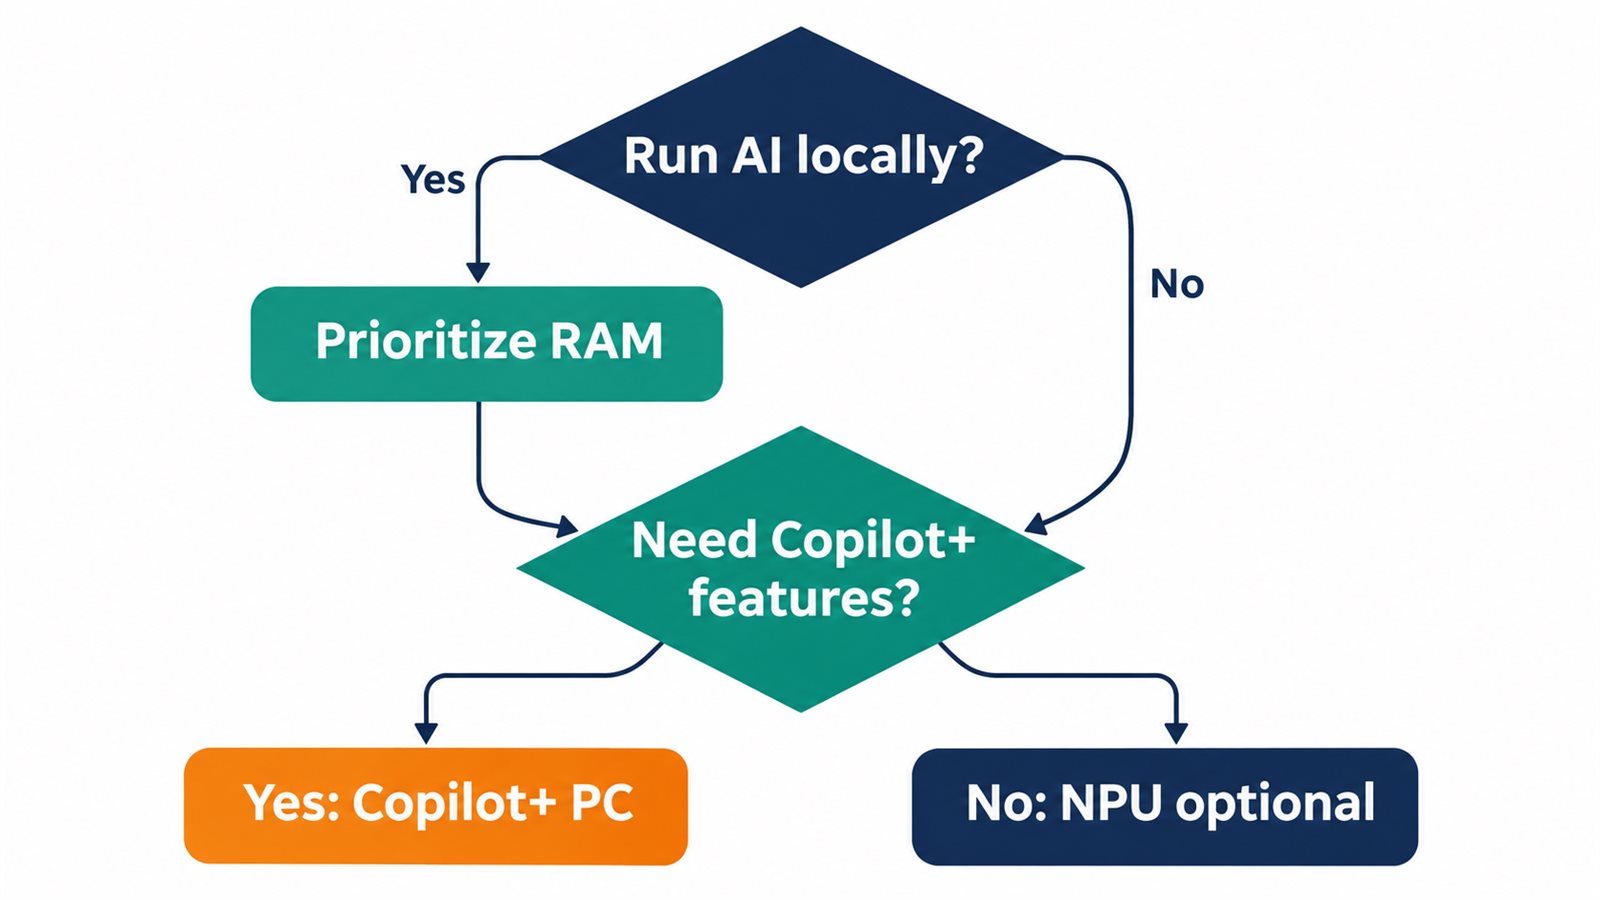 Run AI locally?
Yes
No
Prioritize RAM
Need Copilot+
features?
Yes: Copilot+ PC
No: NPU optional